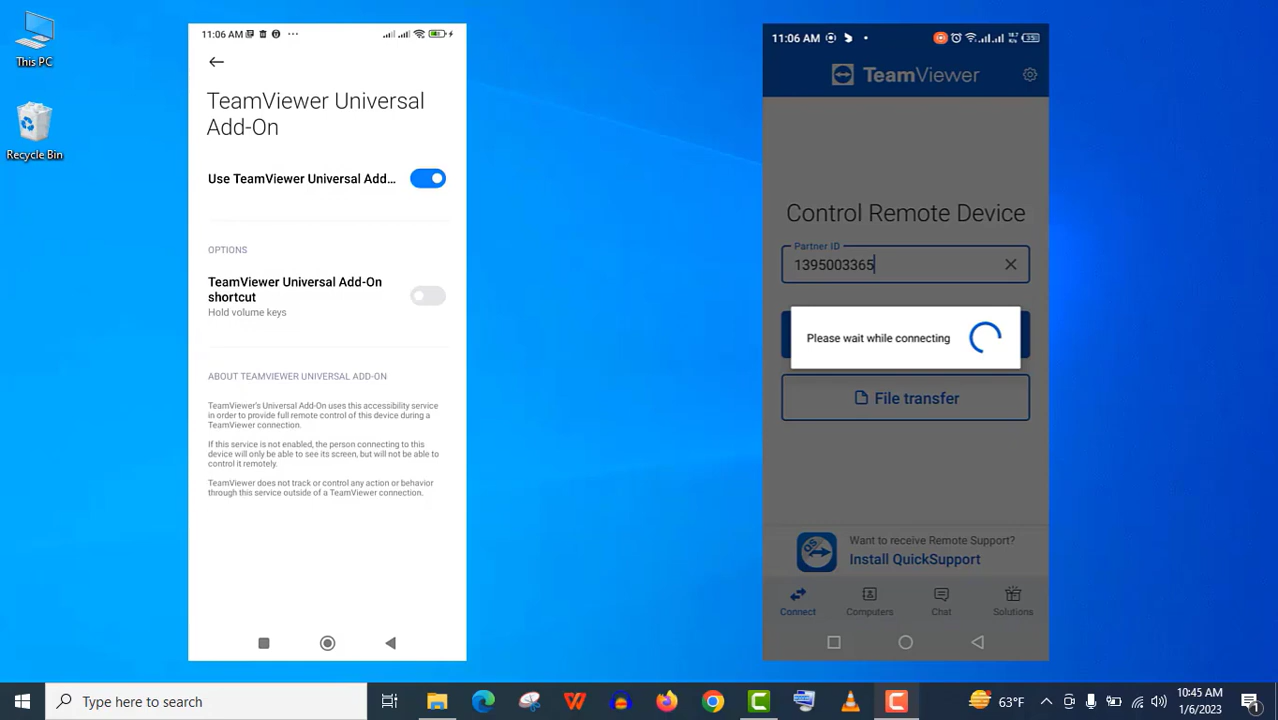 This PC
Recycle Bin
11:06 AM
TeamViewer Universal
Add-On
Use TeamViewer Universal Add...
OPTIONS
TeamViewer Universal Add-On
shortcut
Hold volume keys
ABOUT TEAMVIEWER UNIVERSAL ADD-ON
TeamViewer's Universal Add-On uses this accessibility service
in order to provide full remote control of this device during a
TeamViewer connection.
If this service is not enabled, the person connecting to this
device will only be able to see its screen, but will not be able to
control it remotely.
TeamViewer does not track or control any action or behavior
through this service outside of a TeamViewer connection.
11:06 AM
TeamViewer
Control Remote Device
Partner ID
1395003365
Please wait while connecting
File transfer
Want to receive Remote Support?
Install QuickSupport
QS
Connect Computers Chat Solutions
Type here to search
63°F
10:45 AM
1/6/2023